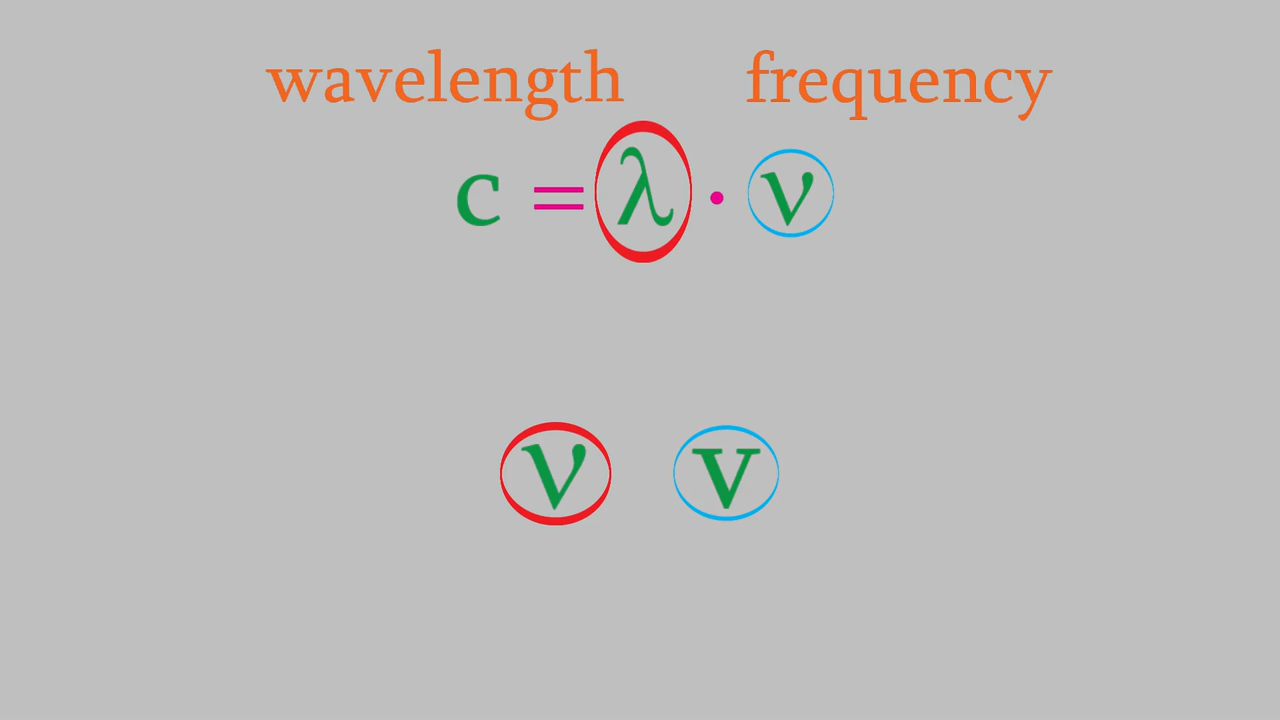 wavelength frequency
c = λ · ν
ν v